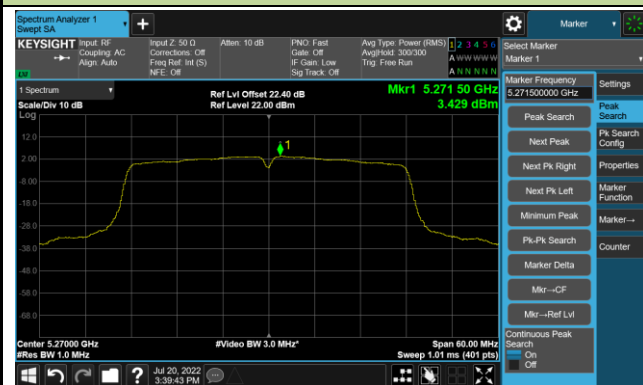 Spectrum Analyzer 1
Swept SA
+
Marker
KEYSIGHT
Input: RF
Coupling: AC
Align: Auto
Input Z: 50 Ω
Corrections: Off
Freq Ref: Int (S)
NFE: Off
Atten: 10 dB
PNO: Fast
Gate: Off
IF Gain: Low
Sig Track: Off
Avg Type: Power (RMS)
Avg|Hold: 300/300
Trig: Free Run
1 2 3 4 5 6
A W W W W W
A N N N N N
Select Marker
Marker 1
1 Spectrum
Scale/Div 10 dB
Log
Ref Lvl Offset 22.40 dB
Ref Level 22.00 dBm
Mkr1 5.271 50 GHz
3.429 dBm
12.0
2.00
-8.0
-18.0
-28.0
-38.0
-48.0
-58.0
-68.0
1
Center 5.27000 GHz
#Res BW 1.0 MHz
#Video BW 3.0 MHz*
Span 60.00 MHz
Sweep 1.01 ms (401 pts)
Marker Frequency
5.271500000 GHz
Peak Search
Next Peak
Next Pk Right
Next Pk Left
Minimum Peak
Pk-Pk Search
Marker Delta
Mkr→CF
Mkr→Ref Lvl
Continuous Peak
Search
On
Off
Settings
Peak
Search
Pk Search
Config
Properties
Marker
Function
Marker→
Counter
?
Jul 20, 2022
3:39:43 PM